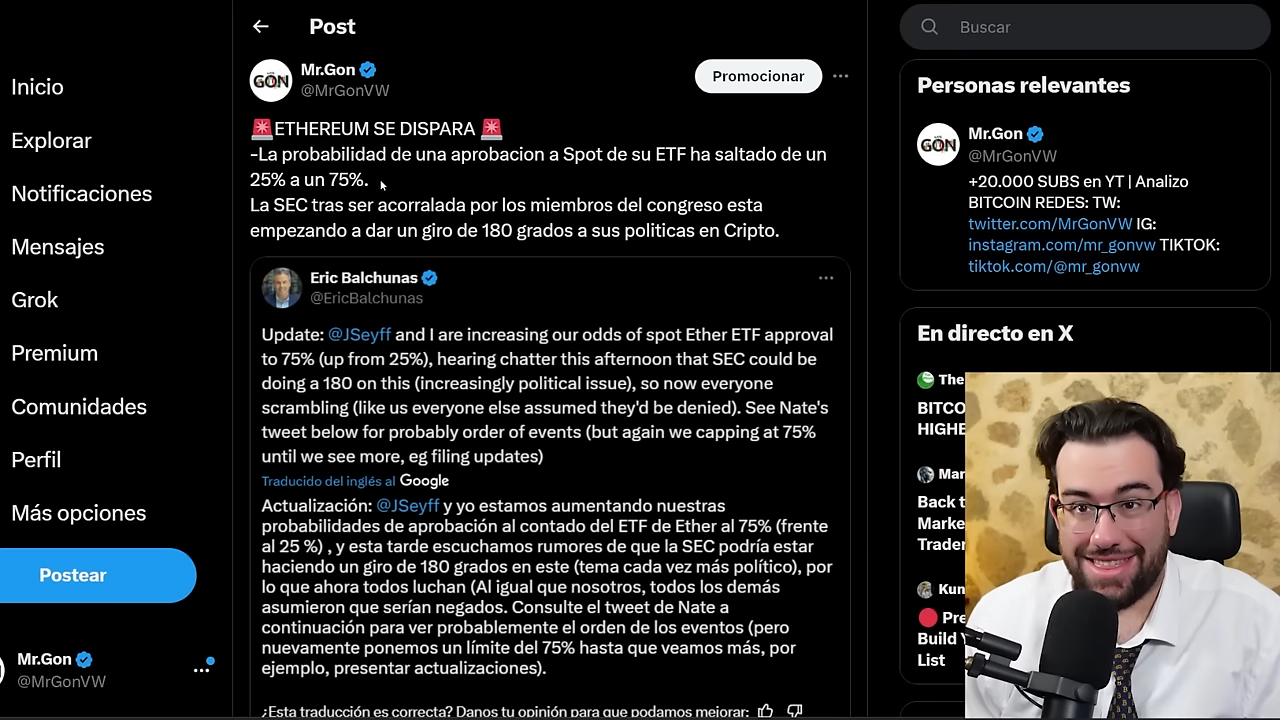 Post
Buscar
Inicio
Explorar
Notificaciones
Mensajes
Grok
Premium
Comunidades
Perfil
Más opciones
Postear
Mr.Gon
@MrGonVW
GON
Mr.Gon
@MrGonVW
Promocionar
🚨ETHEREUM SE DISPARA 🚨
-La probabilidad de una aprobacion a Spot de su ETF ha saltado de un
25% a un 75%.
La SEC tras ser acorralada por los miembros del congreso esta
empezando a dar un giro de 180 grados a sus politicas en Cripto.
Eric Balchunas
@EricBalchunas
Update: @JSeyff and I are increasing our odds of spot Ether ETF approval
to 75% (up from 25%), hearing chatter this afternoon that SEC could be
doing a 180 on this (increasingly political issue), so now everyone
scrambling (like us everyone else assumed they'd be denied). See Nate's
tweet below for probably order of events (but again we capping at 75%
until we see more, eg filing updates)
Traducido del inglés al Google
Actualización: @JSeyff y yo estamos aumentando nuestras
probabilidades de aprobación al contado del ETF de Ether al 75% (frente
al 25 %) , y esta tarde escuchamos rumores de que la SEC podría estar
haciendo un giro de 180 grados en este (tema cada vez más político), por
lo que ahora todos luchan (Al igual que nosotros, todos los demás
asumieron que serían negados. Consulte el tweet de Nate a
continuación para ver probablemente el orden de los eventos (pero
nuevamente ponemos un límite del 75% hasta que veamos más, por
ejemplo, presentar actualizaciones).
¿Esta traducción es correcta? Danos tu opinión para que podamos mejorar:
Personas relevantes
GON
Mr.Gon
@MrGonVW
+20.000 SUBS en YT | Analizo
BITCOIN REDES: TW:
twitter.com/MrGonVW IG:
instagram.com/mr_gonvw TIKTOK:
tiktok.com/@mr_gonvw
En directo en X
The
BITCO
HIGHE
Mar
Back t
Marke
Trader
Kun
Pre
Build Y
List